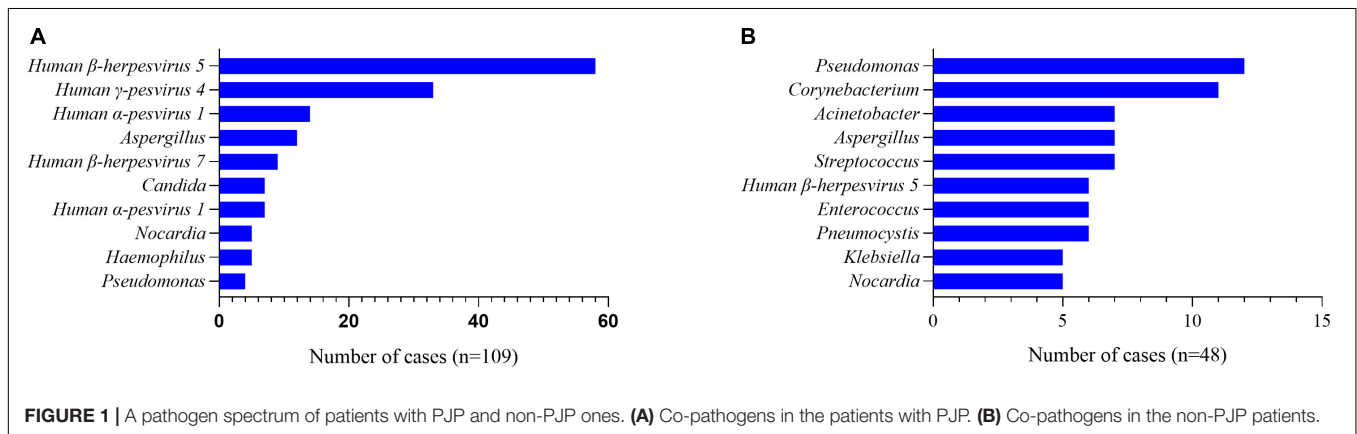 A
Human β-herpesvirus 5
Human γ-pesvirus 4
Human α-pesvirus 1
Aspergillus
Human β-herpesvirus 7
Candida
Human α-pesvirus 1
Nocardia
Haemophilus
Pseudomonas
0 20 40 60
Number of cases (n=109)
B
Pseudomonas
Corynebacterium
Acinetobacter
Aspergillus
Streptococcus
Human β-herpesvirus 5
Enterococcus
Pneumocystis
Klebsiella
Nocardia
0 5 10 15
Number of cases (n=48)
FIGURE 1 | A pathogen spectrum of patients with PJP and non-PJP ones. (A) Co-pathogens in the patients with PJP. (B) Co-pathogens in the non-PJP patients.